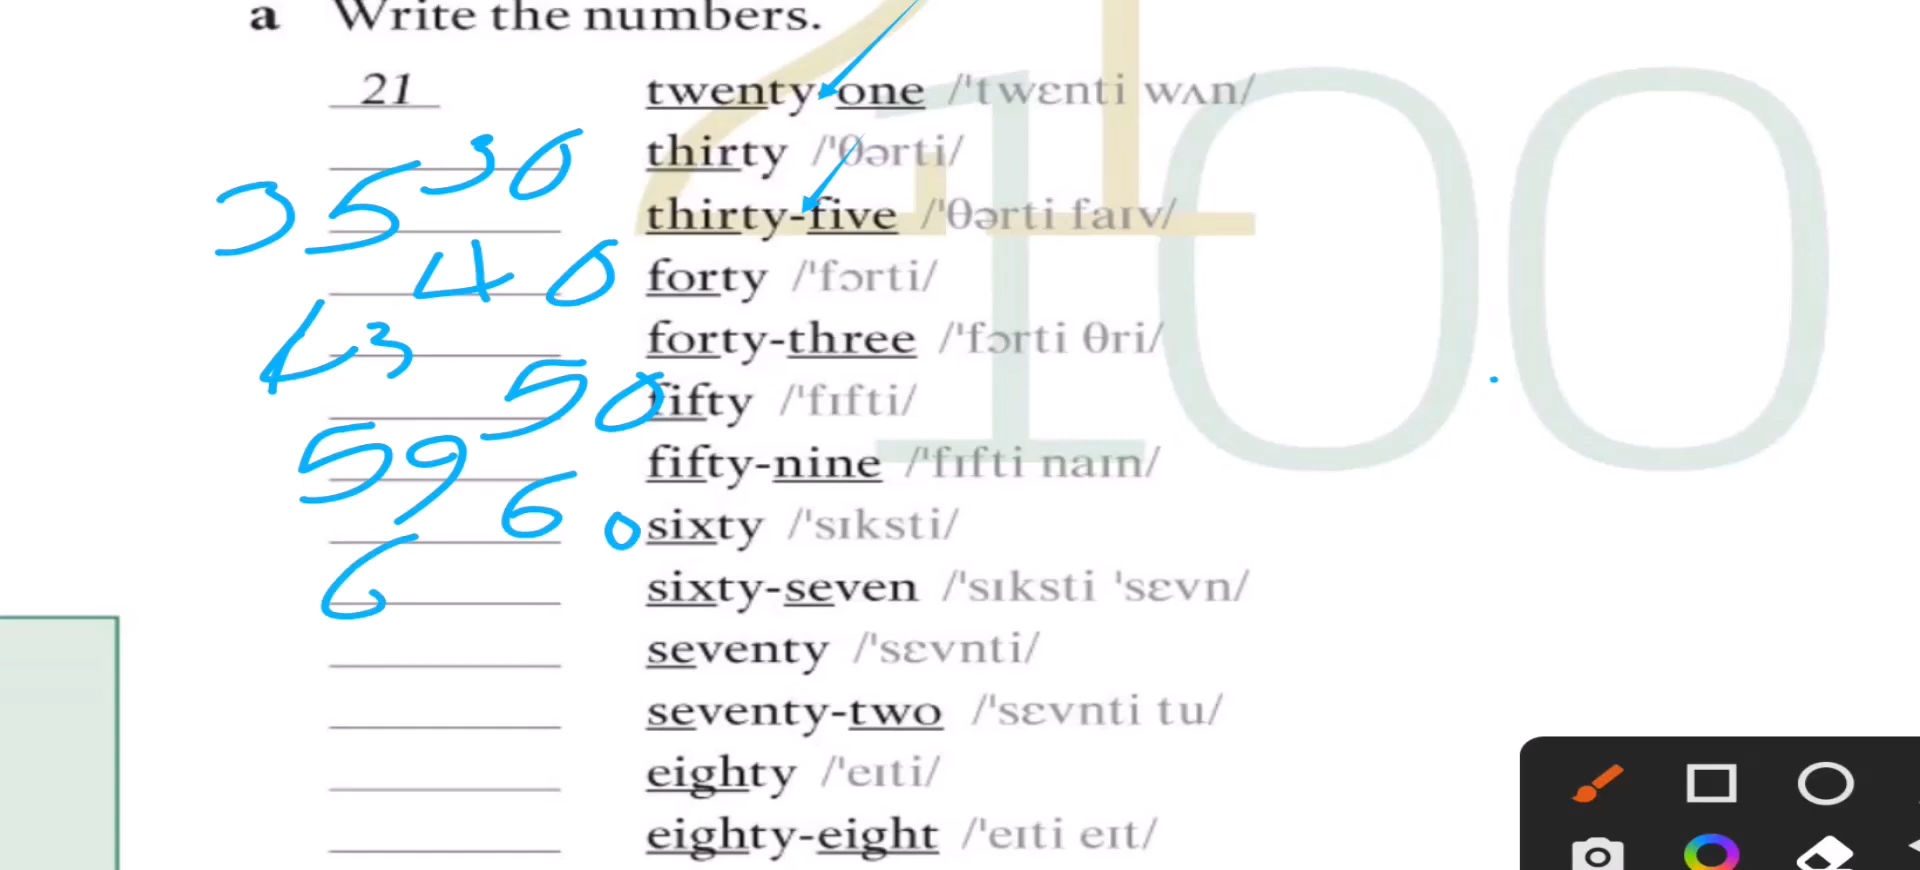 a Write the numbers.
21 twenty-one /ˈtwɛnti wʌn/
30 thirty /ˈθərti/
35 thirty-five /ˈθərti faɪv/
40 forty /ˈfɔrti/
43 forty-three /ˈfɔrti θri/
50 fifty /ˈfɪfti/
59 fifty-nine /ˈfɪfti naɪn/
60 sixty /ˈsɪksti/
6 sixty-seven /ˈsɪksti ˈsɛvn/
seventy /ˈsɛvnti/
seventy-two /ˈsɛvnti tu/
eighty /ˈeɪti/
eighty-eight /ˈeɪti eɪt/
21
100